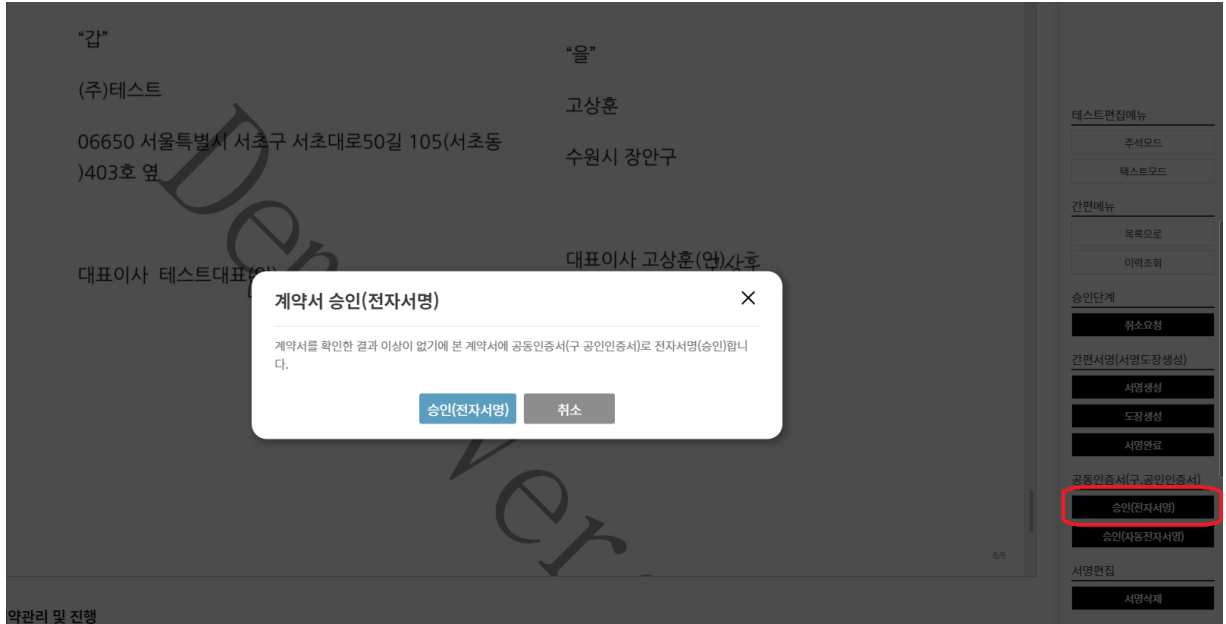 “갑”
(주)테스트
06650 서울특별시 서초구 서초대로50길 105(서초동
)403호 옆
대표이사 테스트대표(인)
“을”
고상훈
수원시 장안구
대표이사 고상훈(인)
계약서 승인(전자서명)
계약서를 확인한 결과 이상이 없기에 본 계약서에 공동인증서(구 공인인증서)로 전자서명(승인)합니
다.
승인(전자서명)
취소
6/6
약관리 및 진행
테스트편집메뉴
주석모드
텍스트모드
간편메뉴
목록으로
이력조회
승인단계
취소요청
간편서명(서명도장생성)
서명생성
도장생성
서명완료
공동인증서(구.공인인증서)
승인(전자서명)
승인(자동전자서명)
서명편집
서명삭제